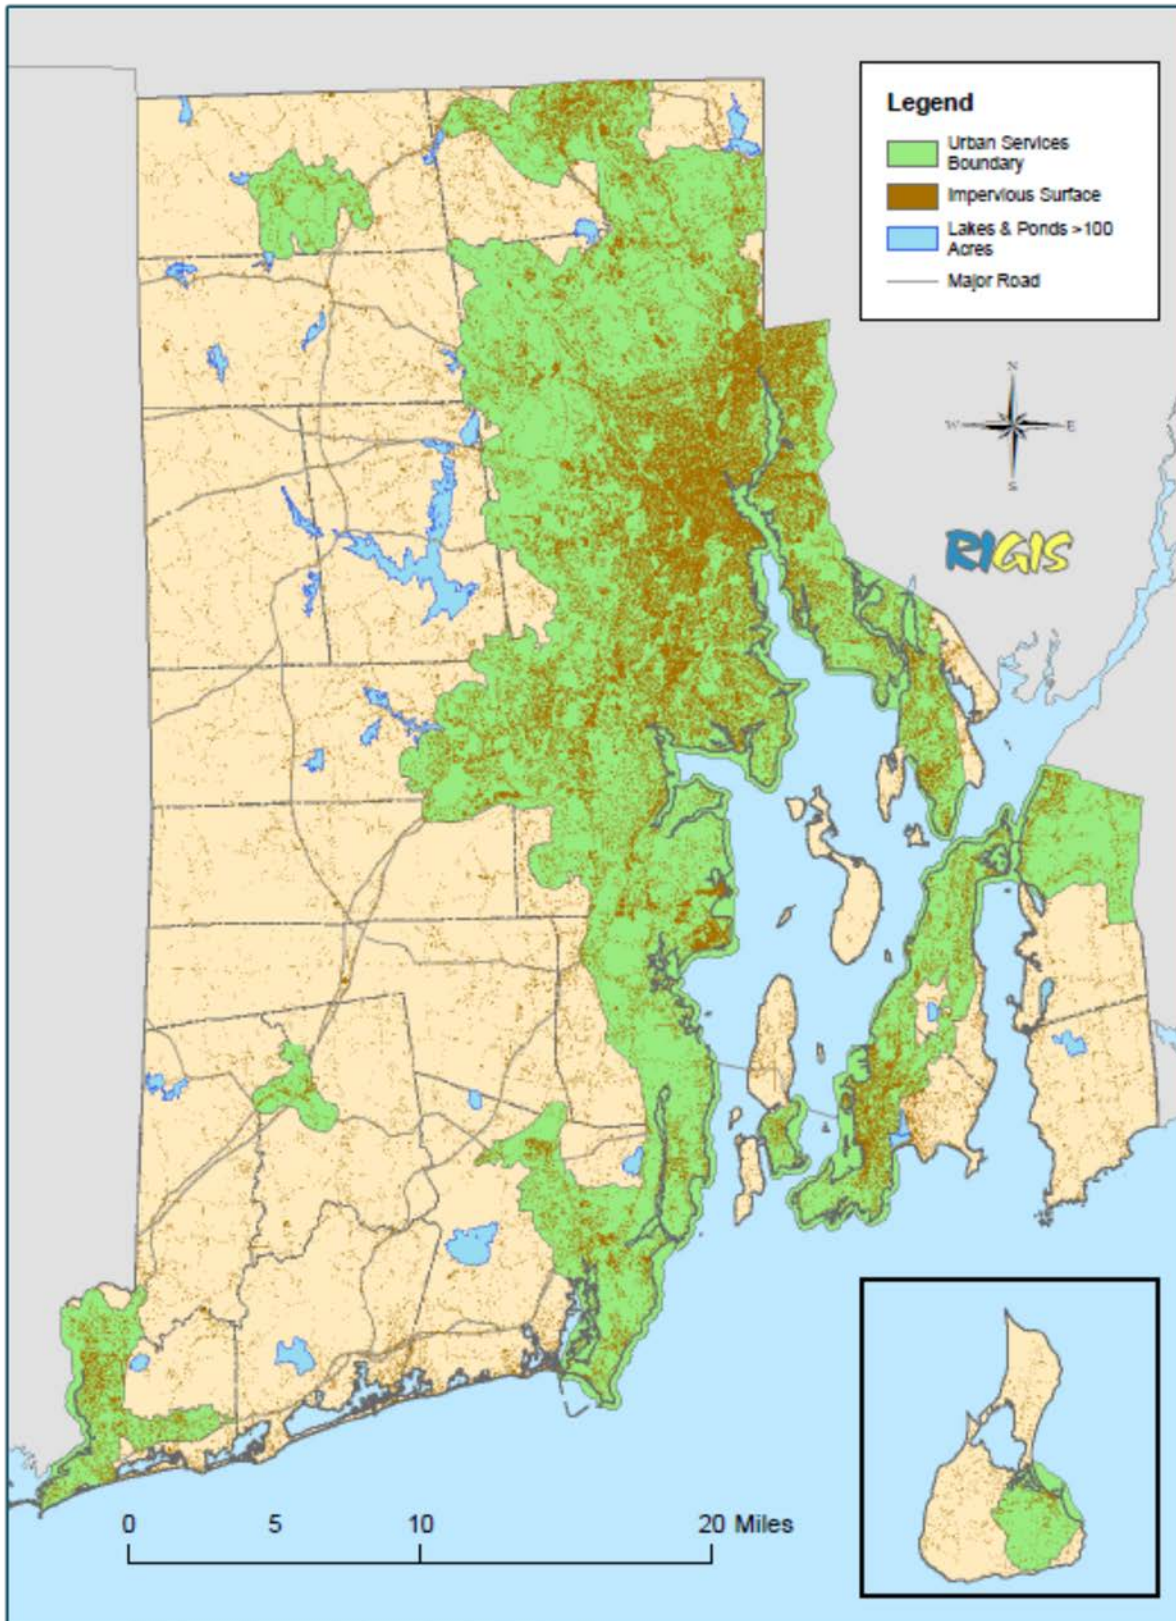 Legend
Urban Services
Boundary
Impervious Surface
Lakes & Ponds >100
Acres
Major Road
N
W E
S
RIGIS
0 5 10 20 Miles